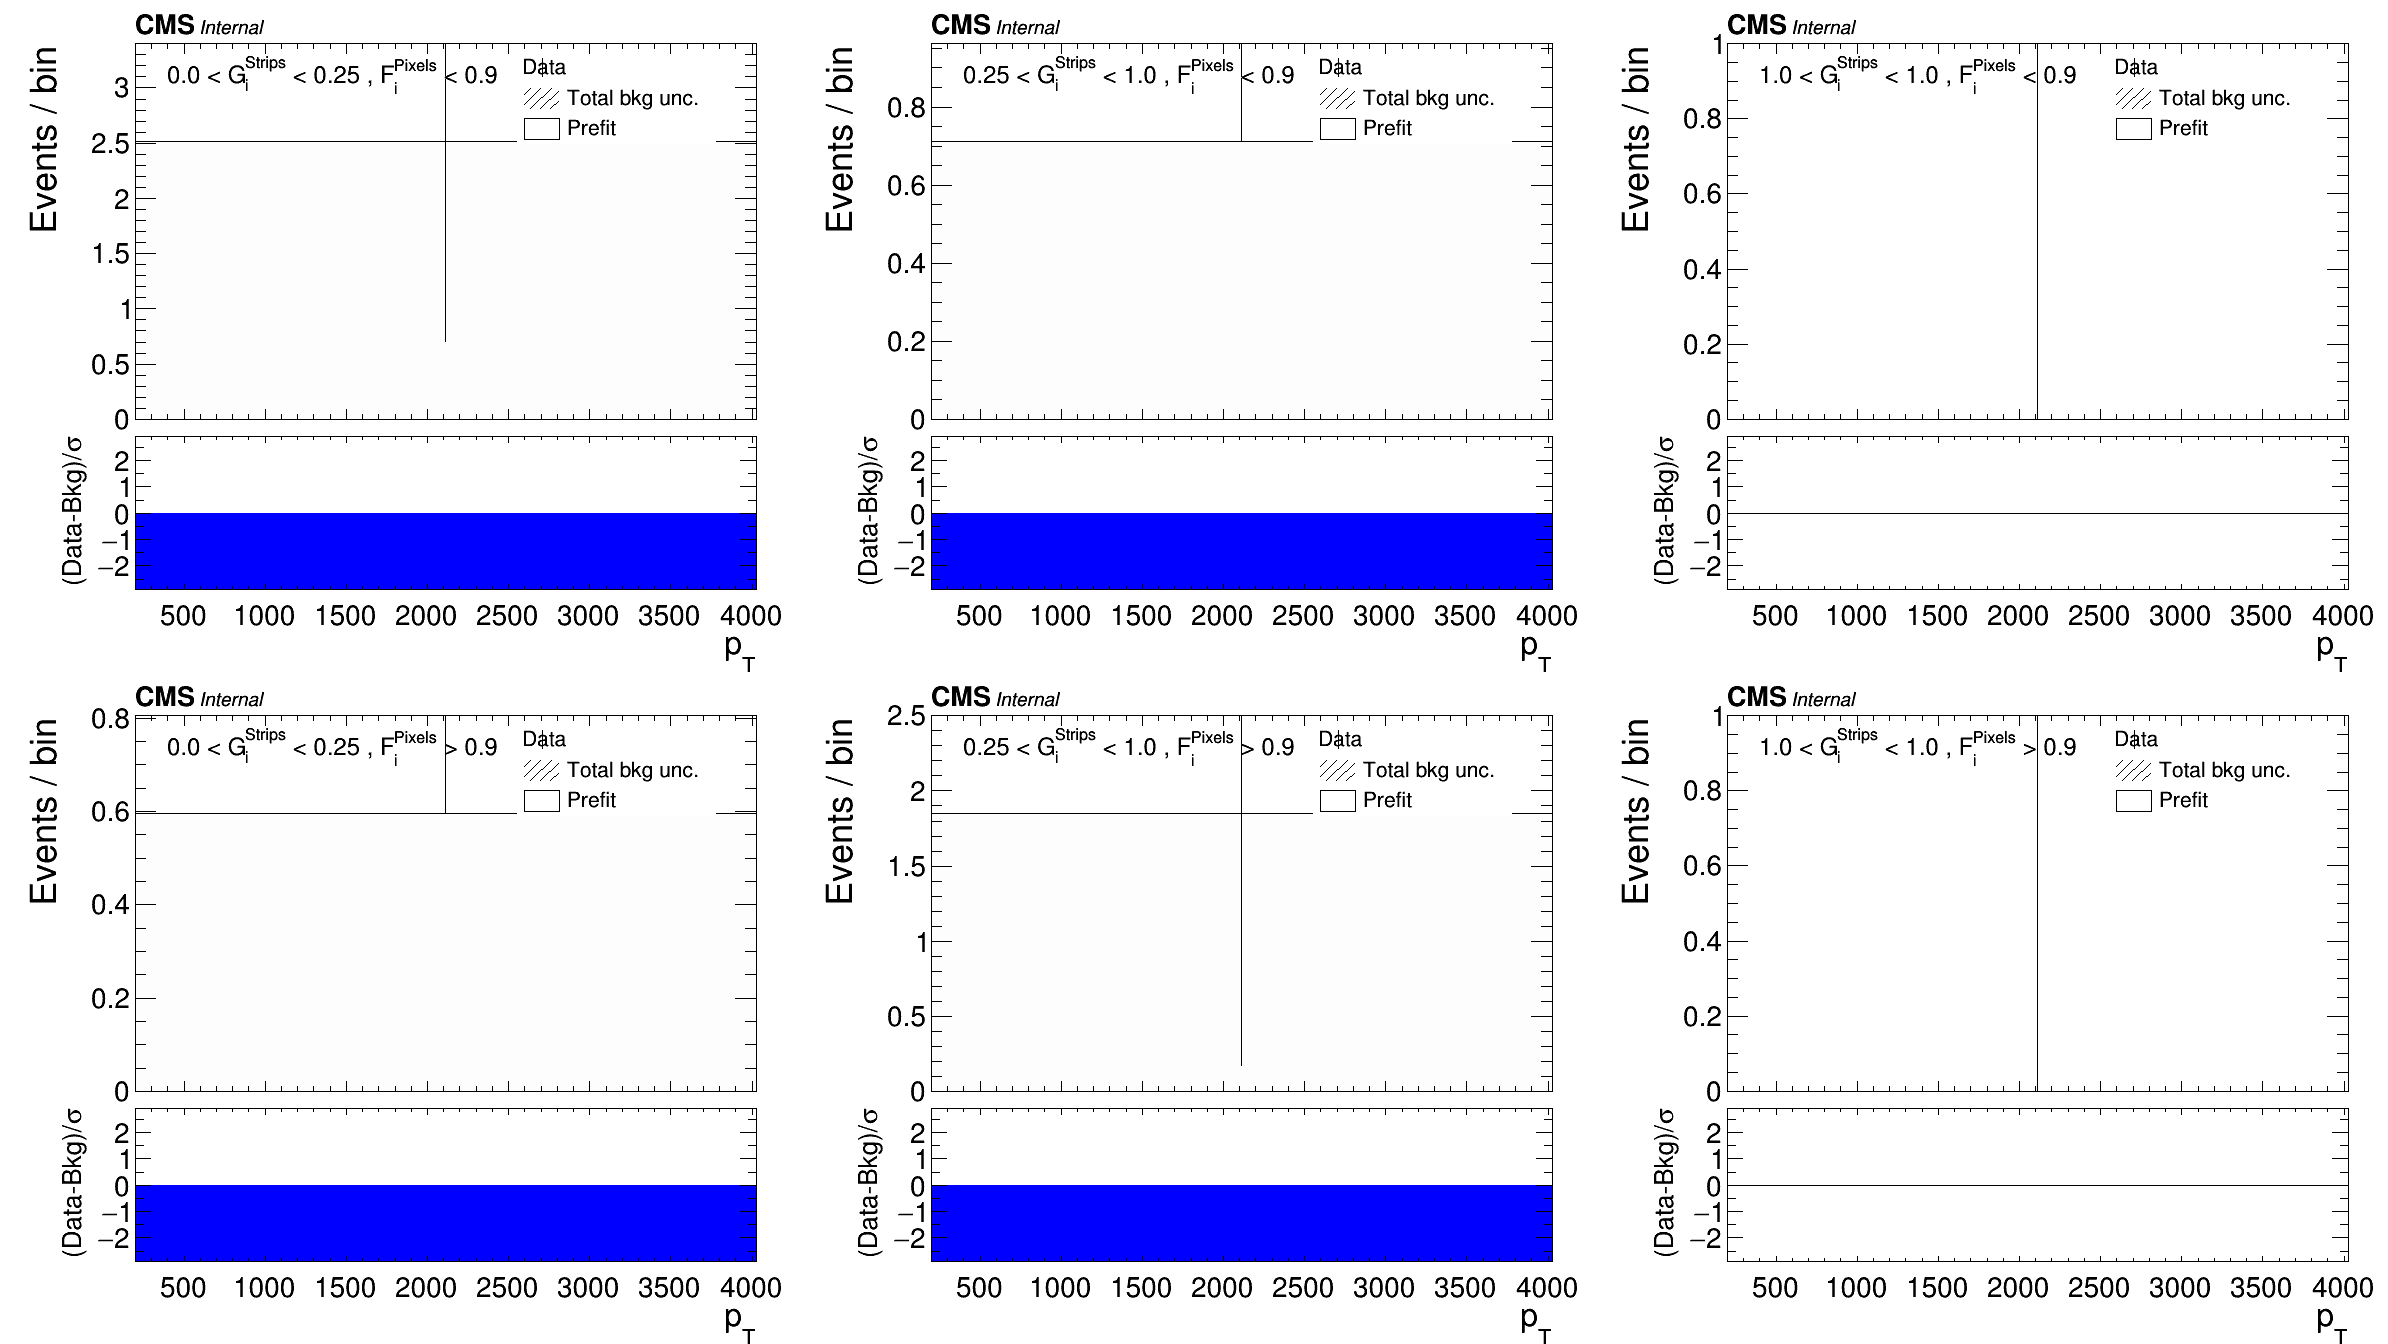 CMS Internal
Events / bin
0.0 < G_i^Strips < 0.25 , F_i^Pixels < 0.9
Data
Total bkg unc.
Prefit
3
2.5
2
1.5
1
0.5
0
(Data-Bkg)/σ
2
1
0
−1
−2
500 1000 1500 2000 2500 3000 3500 4000
p_T
CMS Internal
Events / bin
0.25 < G_i^Strips < 1.0 , F_i^Pixels < 0.9
Data
Total bkg unc.
Prefit
0.8
0.6
0.4
0.2
0
(Data-Bkg)/σ
2
1
0
−1
−2
500 1000 1500 2000 2500 3000 3500 4000
p_T
CMS Internal
Events / bin
1.0 < G_i^Strips < 1.0 , F_i^Pixels < 0.9
Data
Total bkg unc.
Prefit
1
0.8
0.6
0.4
0.2
0
(Data-Bkg)/σ
2
1
0
−1
−2
500 1000 1500 2000 2500 3000 3500 4000
p_T
CMS Internal
Events / bin
0.0 < G_i^Strips < 0.25 , F_i^Pixels > 0.9
Data
Total bkg unc.
Prefit
0.8
0.6
0.4
0.2
0
(Data-Bkg)/σ
2
1
0
−1
−2
500 1000 1500 2000 2500 3000 3500 4000
p_T
CMS Internal
Events / bin
0.25 < G_i^Strips < 1.0 , F_i^Pixels > 0.9
Data
Total bkg unc.
Prefit
2.5
2
1.5
1
0.5
0
(Data-Bkg)/σ
2
1
0
−1
−2
500 1000 1500 2000 2500 3000 3500 4000
p_T
CMS Internal
Events / bin
1.0 < G_i^Strips < 1.0 , F_i^Pixels > 0.9
Data
Total bkg unc.
Prefit
1
0.8
0.6
0.4
0.2
0
(Data-Bkg)/σ
2
1
0
−1
−2
500 1000 1500 2000 2500 3000 3500 4000
p_T